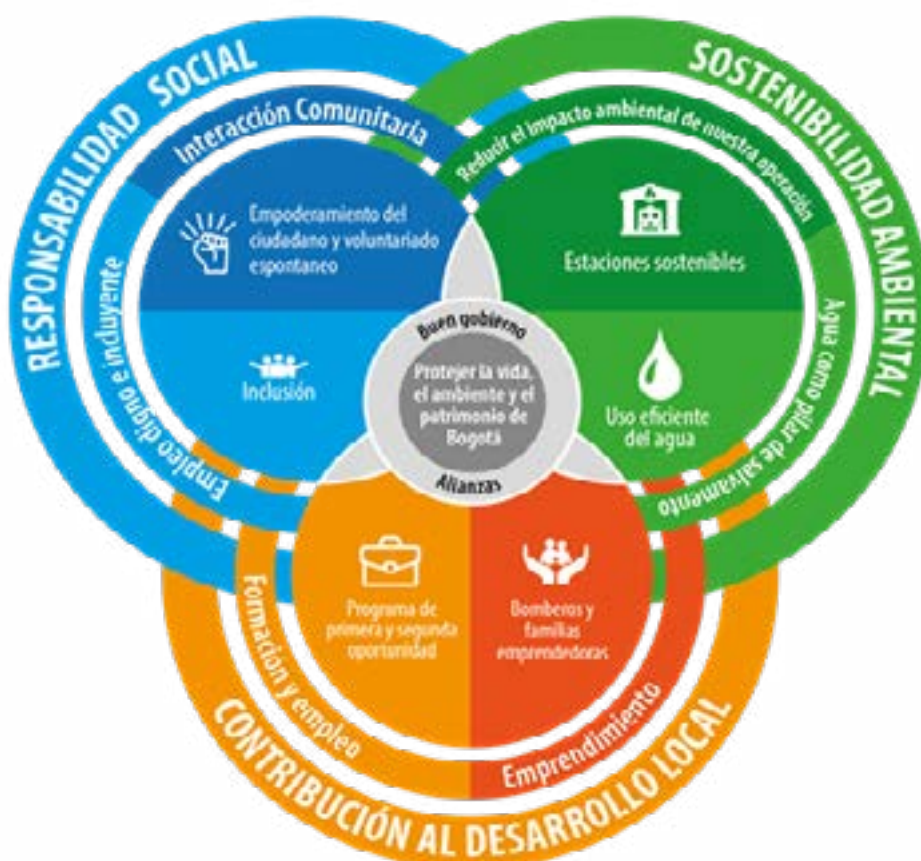 RESPONSABILIDAD SOCIAL
Interacción Comunitaria
Empoderamiento del
ciudadano y voluntariado
espontaneo
Empleo digno e incluyente
Inclusión
SOSTENIBILIDAD AMBIENTAL
Reducir el impacto ambiental de nuestra operación
Estaciones sostenibles
Agua como pilar de salvamento
Uso eficiente
del agua
Buen gobierno
Protejer la vida,
el ambiente y el
patrimonio de
Bogotá
Alianzas
Programa de
primera y segunda
oportunidad
Formacion y empleo
Bomberos y
familias
emprendedoras
Emprendimiento
CONTRIBUCIÓN AL DESARROLLO LOCAL